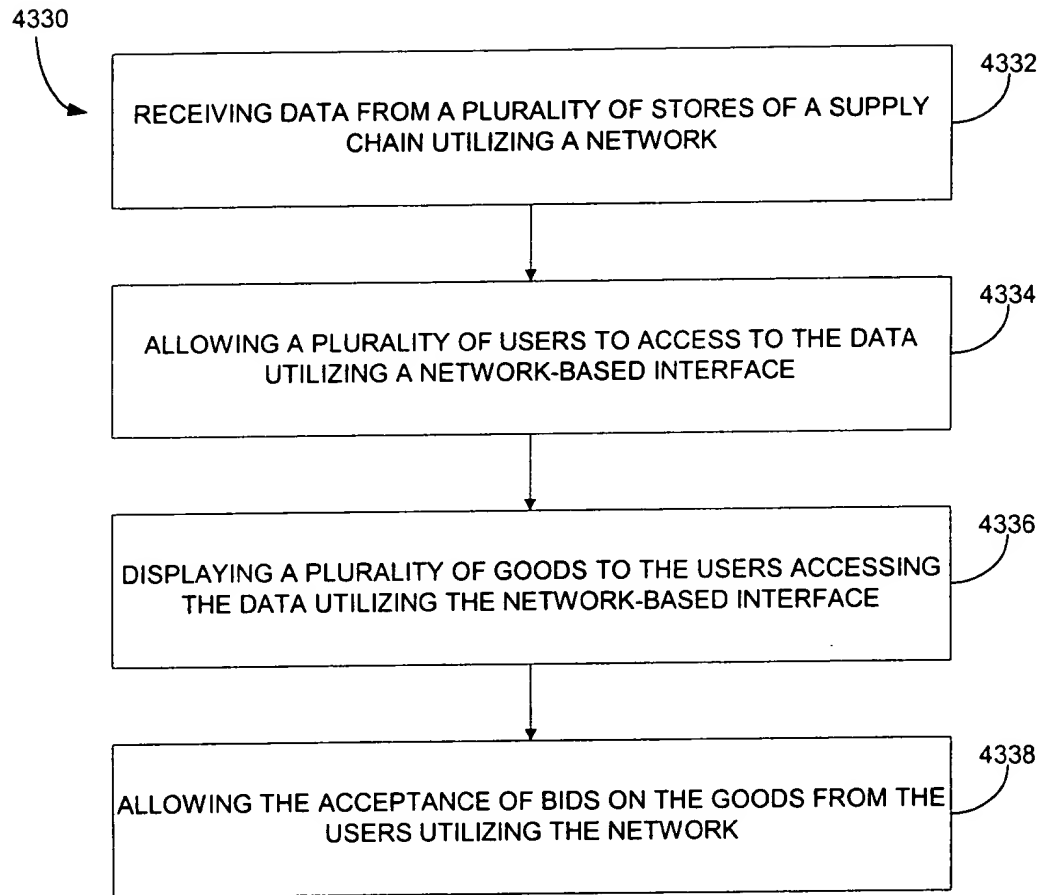 4330
4332
RECEIVING DATA FROM A PLURALITY OF STORES OF A SUPPLY
CHAIN UTILIZING A NETWORK
4334
ALLOWING A PLURALITY OF USERS TO ACCESS TO THE DATA
UTILIZING A NETWORK-BASED INTERFACE
4336
DISPLAYING A PLURALITY OF GOODS TO THE USERS ACCESSING
THE DATA UTILIZING THE NETWORK-BASED INTERFACE
4338
ALLOWING THE ACCEPTANCE OF BIDS ON THE GOODS FROM THE
USERS UTILIZING THE NETWORK